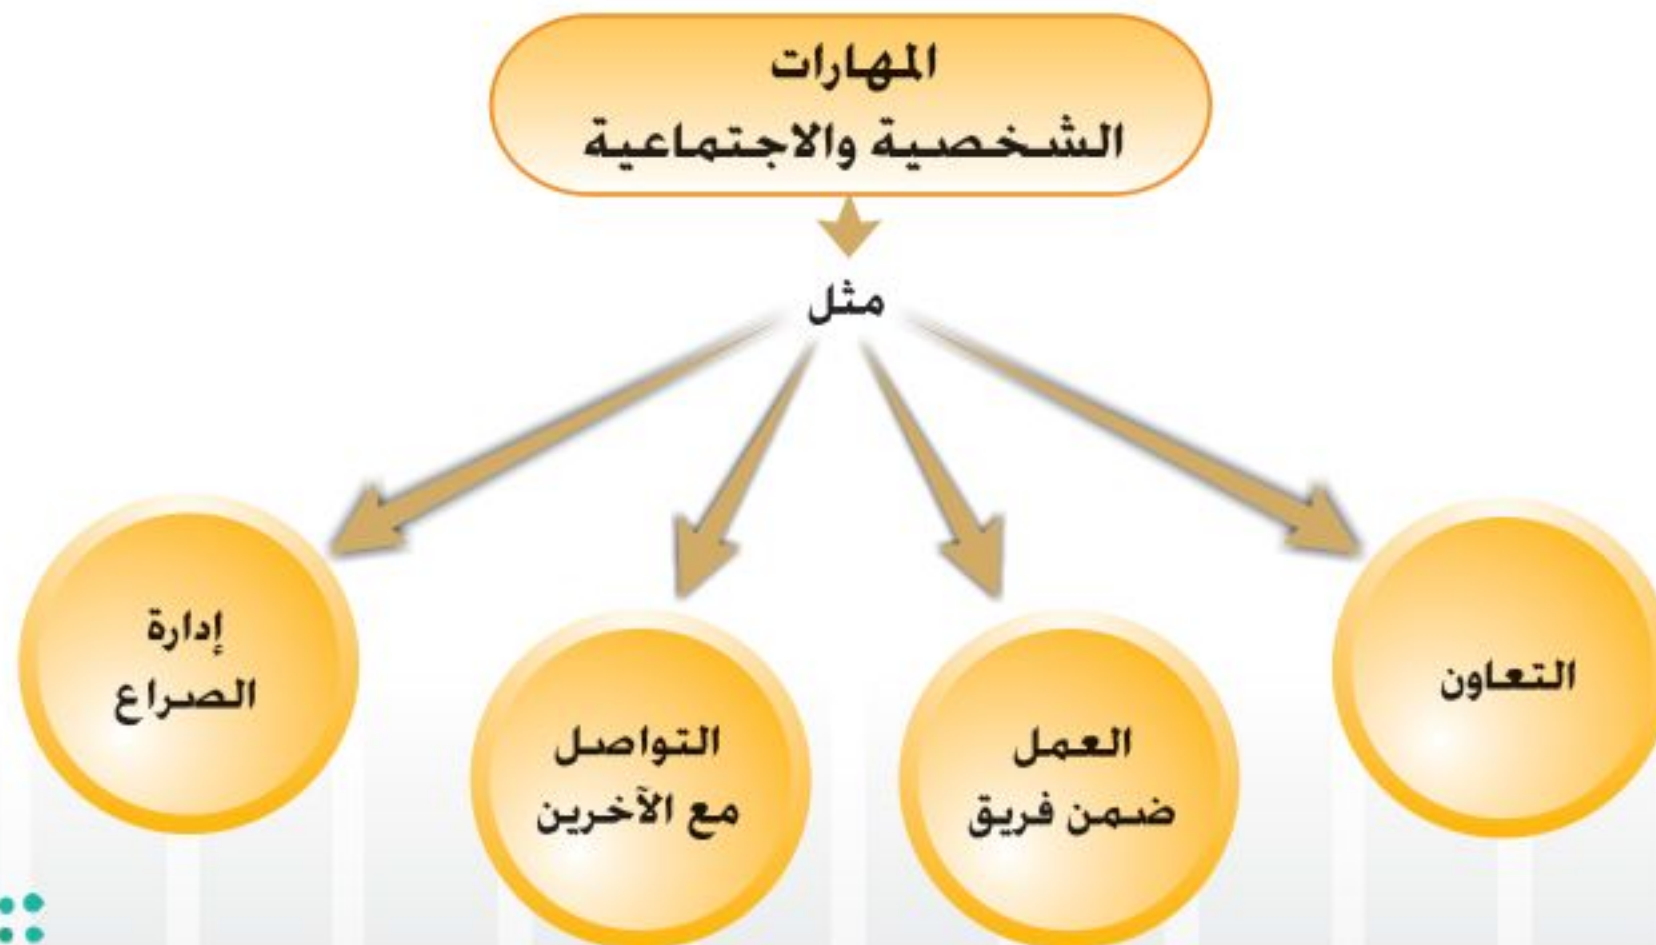 المهارات
الشخصية والاجتماعية
مثل
التعاون
العمل
ضمن فريق
التواصل
مع الآخرين
إدارة
الصراع